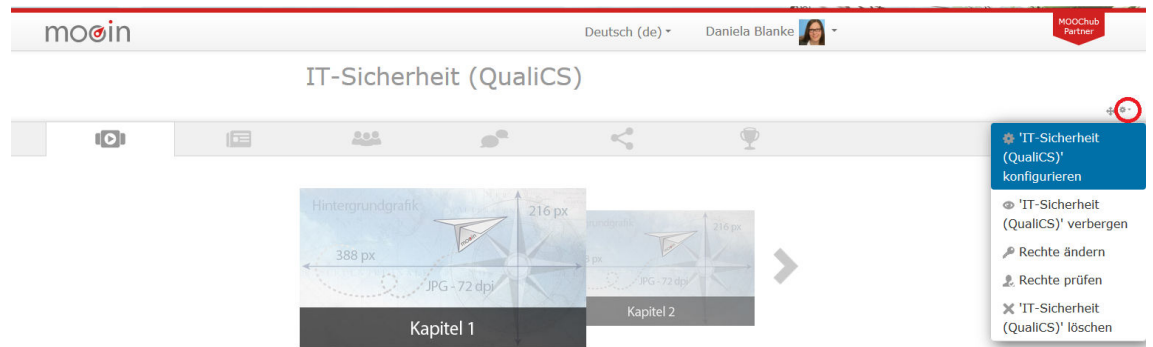 mooin
Deutsch (de)
Daniela Blanke
MOOChub
Partner
IT-Sicherheit (QualiCS)
'IT-Sicherheit
(QualiCS)'
konfigurieren
'IT-Sicherheit
(QualiCS)' verbergen
Rechte ändern
Rechte prüfen
'IT-Sicherheit
(QualiCS)' löschen
Hintergrundgrafik:
216 px
mooin
388 px
JPG - 72 dpi
Kapitel 1
216 px
JPG - 72 dpi
Kapitel 2